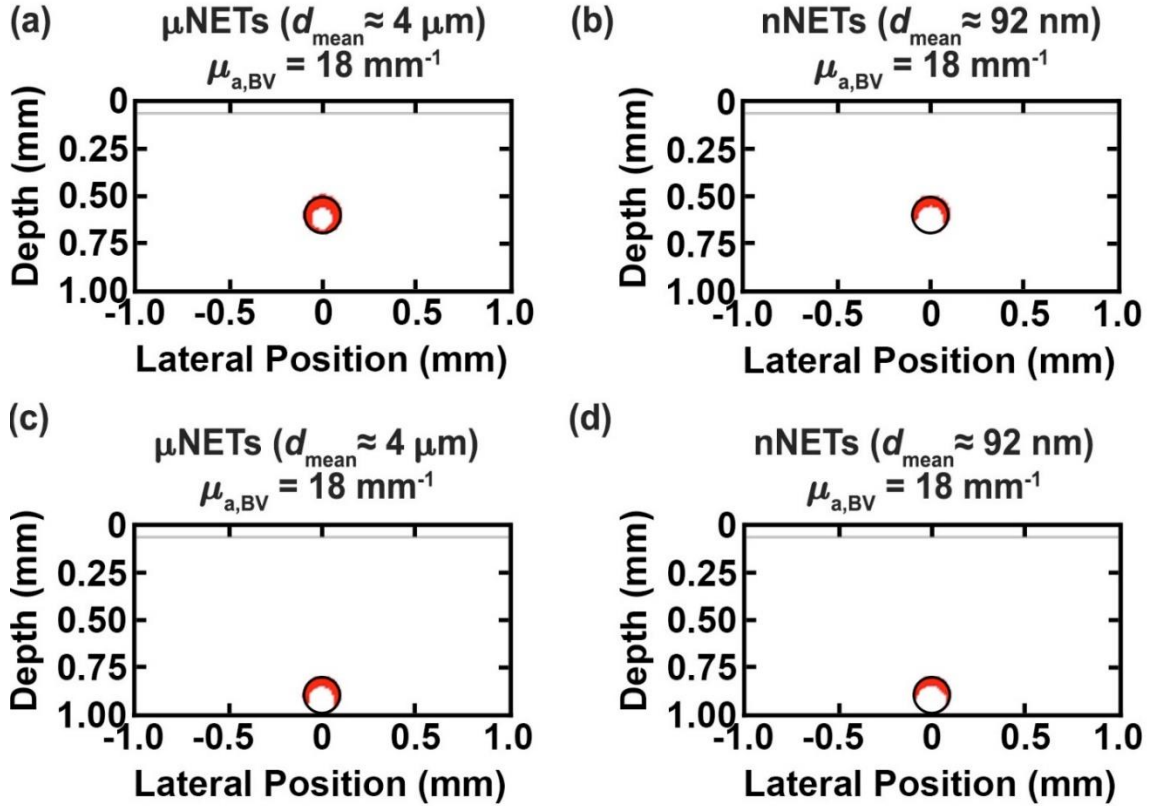 (a)
μNETs (dmean ≈ 4 μm)
μa,BV = 18 mm-1
Depth (mm)
0
0.25
0.50
0.75
1.00
-1.0 -0.5 0 0.5 1.0
Lateral Position (mm)
(b)
nNETs (dmean ≈ 92 nm)
μa,BV = 18 mm-1
Depth (mm)
0
0.25
0.50
0.75
1.00
-1.0 -0.5 0 0.5 1.0
Lateral Position (mm)
(c)
μNETs (dmean ≈ 4 μm)
μa,BV = 18 mm-1
Depth (mm)
0
0.25
0.50
0.75
1.00
-1.0 -0.5 0 0.5 1.0
Lateral Position (mm)
(d)
nNETs (dmean ≈ 92 nm)
μa,BV = 18 mm-1
Depth (mm)
0
0.25
0.50
0.75
1.00
-1.0 -0.5 0 0.5 1.0
Lateral Position (mm)